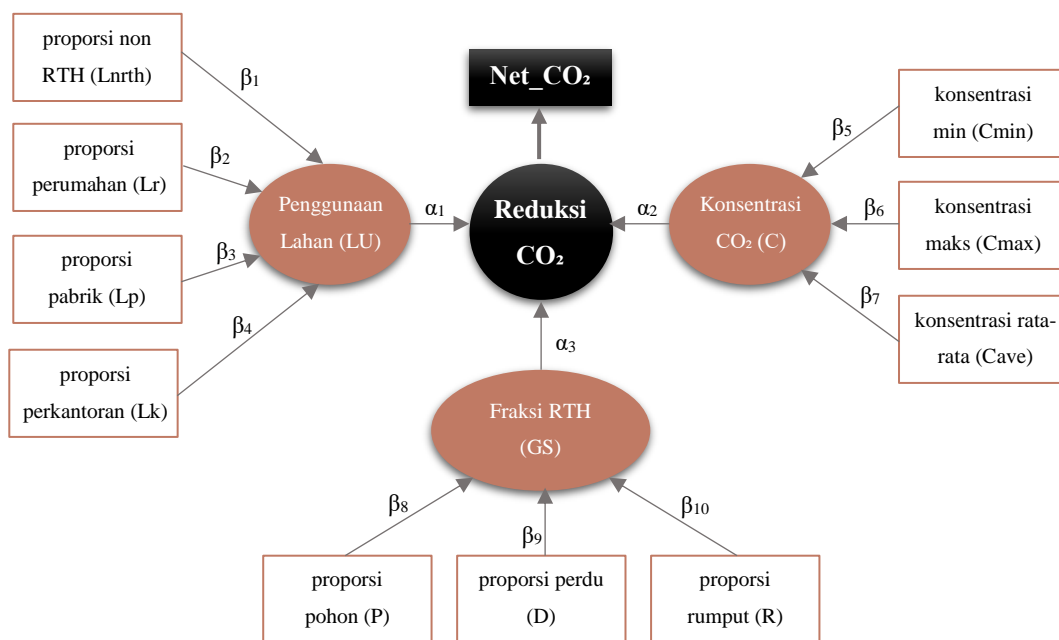 proporsi non
RTH (Lnrth)
β1
proporsi
perumahan (Lr)
β2
proporsi
pabrik (Lp)
β3
proporsi
perkantoran (Lk)
β4
Penggunaan
Lahan (LU)
α1
Net_CO₂
Reduksi
CO₂
α2
Konsentrasi
CO₂ (C)
β5
konsentrasi
min (Cmin)
β6
konsentrasi
maks (Cmax)
β7
konsentrasi rata-
rata (Cave)
α3
Fraksi RTH
(GS)
β8
β9
β10
proporsi
pohon (P)
proporsi perdu
(D)
proporsi
rumput (R)